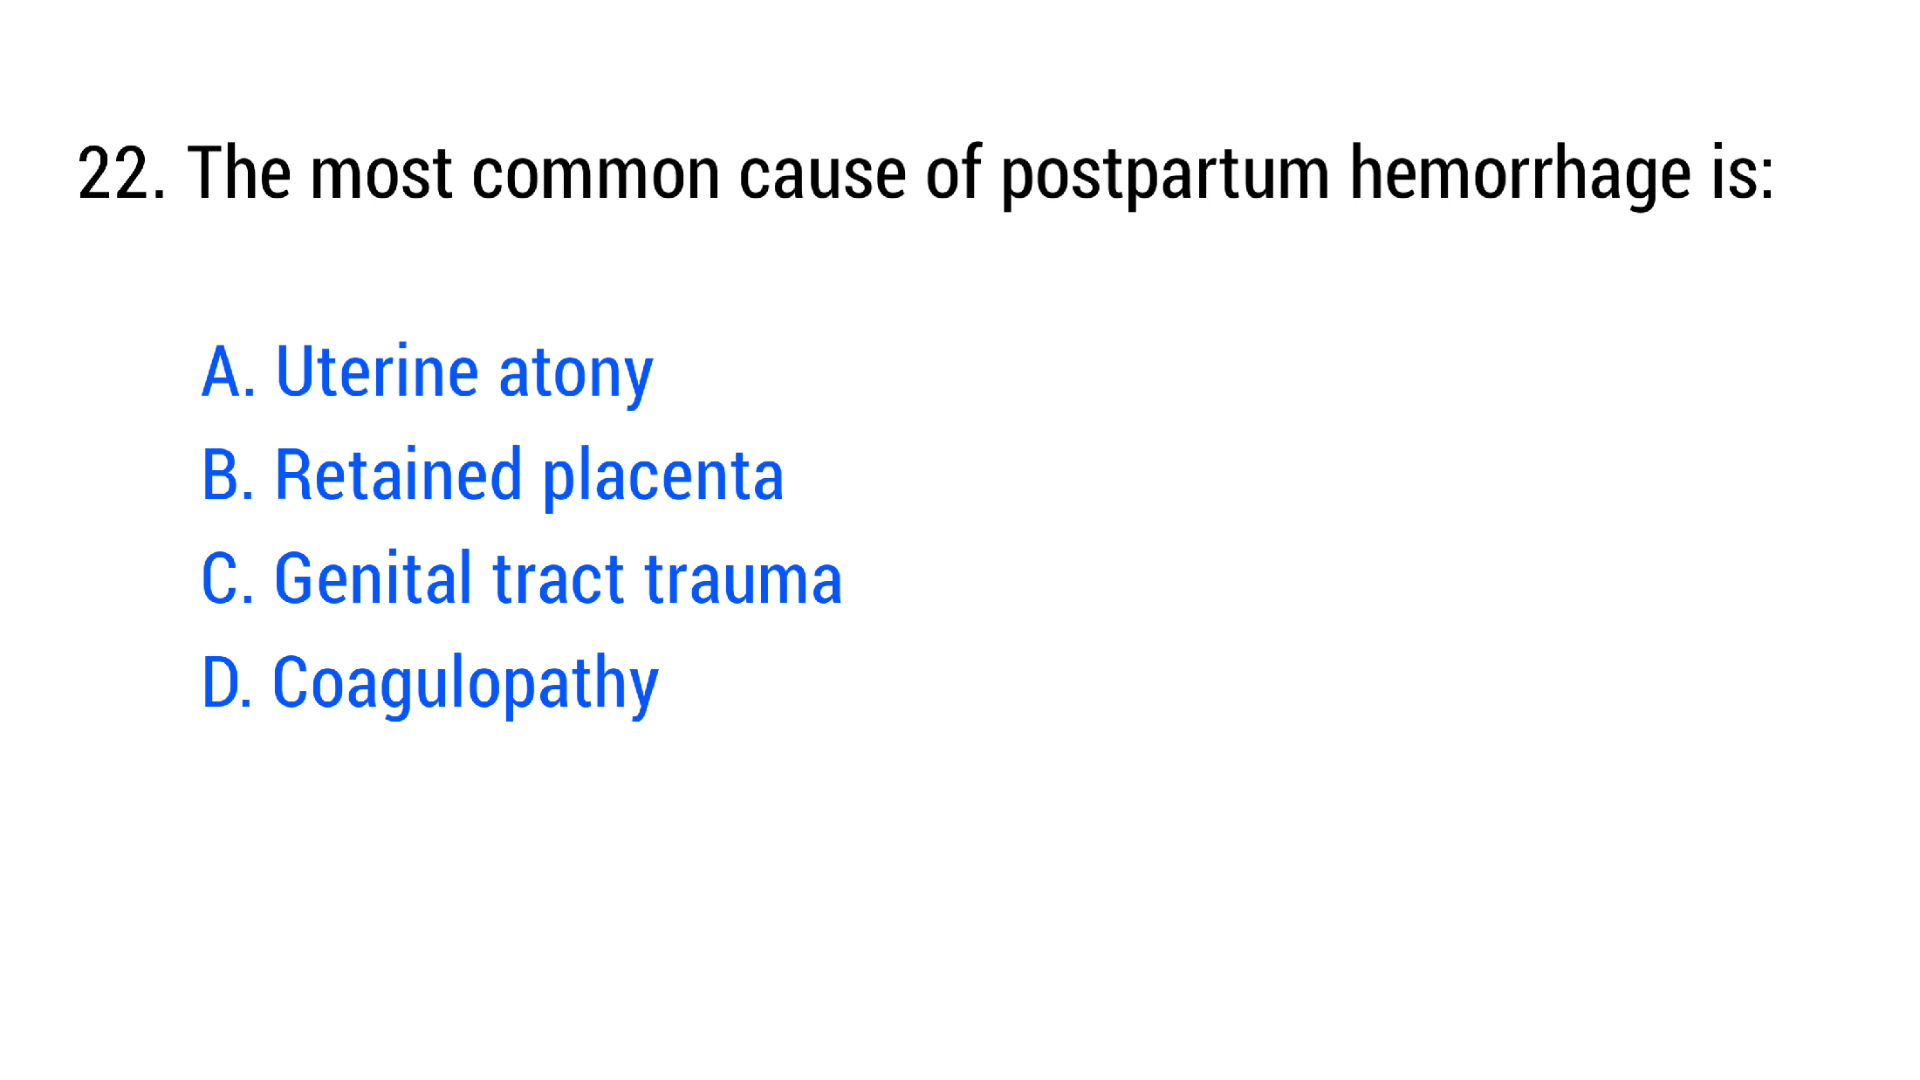 22. The most common cause of postpartum hemorrhage is:
A. Uterine atony
B. Retained placenta
C. Genital tract trauma
D. Coagulopathy